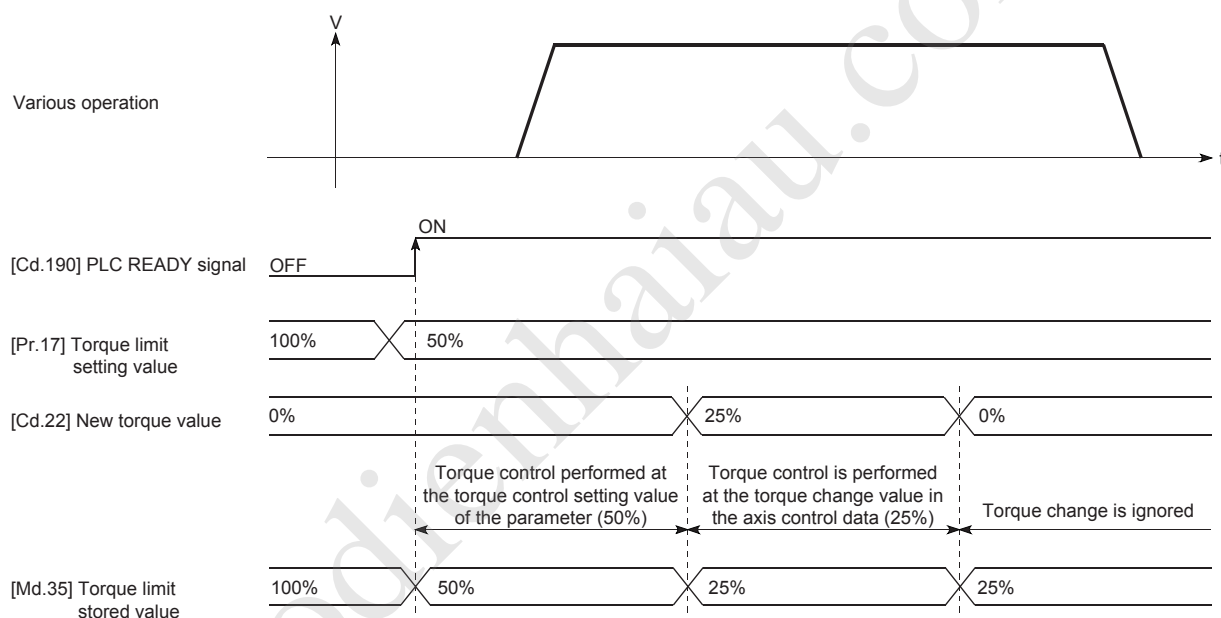 V
Various operation
t
ON
[Cd.190] PLC READY signal
OFF
[Pr.17] Torque limit
setting value
100%
50%
[Cd.22] New torque value
0%
25%
0%
Torque control performed at
the torque control setting value
of the parameter (50%)
Torque control is performed
at the torque change value in
the axis control data (25%)
Torque change is ignored
[Md.35] Torque limit
stored value
100%
50%
25%
25%
odienhaiau.co